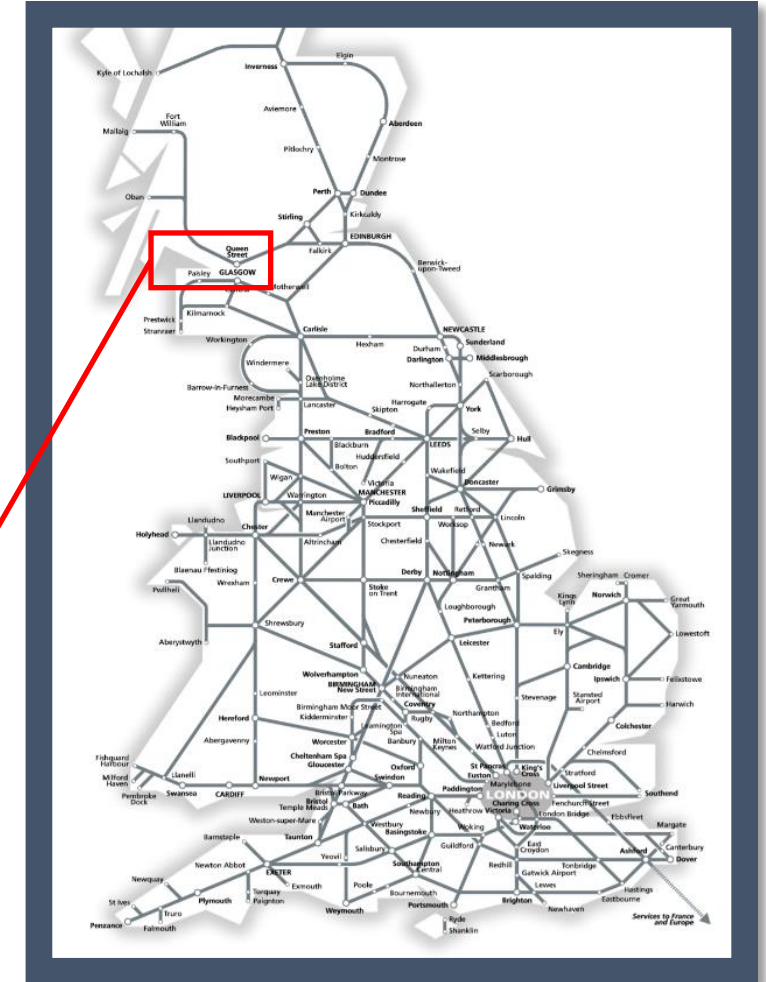 Elgin
Inverness
Kyle of Lochalsh
Aviemore
Fort
William
Aberdeen
Mallaig
Pitlochry
Montrose
Perth
Dundee
Oban
Stirling
Kirkcaldy
EDINBURGH
Queen
Street
Falkirk
Berwick-
upon-Tweed
Paisley
GLASGOW
Motherwell
Kilmarnock
Prestwick
Stranraer
Carlisle
NEWCASTLE
Workington
Hexham
Durham
Sunderland
Darlington
Middlesbrough
Windermere
Scarborough
Oxenholme
Lake District
Northallerton
Barrow-In-Furness
Morecambe
Heysham Port
Lancaster
Harrogate
Skipton
York
Blackpool
Preston
Bradford
Selby
Hull
Blackburn
LEEDS
Huddersfield
Southport
Bolton
Wakefield
Wigan
Victoria
Doncaster
MANCHESTER
Piccadilly
Grimsby
LIVERPOOL
Warrington
Manchester
Airport
Sheffield
Retford
Llandudno
Stockport
Worksop
Lincoln
Holyhead
Chester
Llandudno
Junction
Altrincham
Chesterfield
Newark
Skegness
Blaenau Ffestiniog
Derby
Nottingham
Sheringham
Cromer
Pwllheli
Wrexham
Crewe
Stoke
on Trent
Grantham
Spalding
Kings
Lynn
Norwich
Great
Yarmouth
Loughborough
Peterborough
Shrewsbury
Ely
Lowestoft
Aberystwyth
Stafford
Leicester
Wolverhampton
Nuneaton
Kettering
Cambridge
BIRMINGHAM
New Street
Birmingham
International
Ipswich
Felixstowe
Leominster
Stevenage
Stansted
Airport
Birmingham Moor Street
Coventry
Harwich
Kidderminster
Rugby
Northampton
Hereford
Leamington
Spa
Bedford
Colchester
Worcester
Banbury
Milton
Keynes
Luton
Abergavenny
Watford Junction
Chelmsford
Cheltenham Spa
Gloucester
Fishguard
Harbour
Oxford
St Pancras
King's
Cross
Euston
Stratford
Milford
Haven
Llanelli
Newport
Swindon
Marylebone
Liverpool Street
Pembroke
Dock
Swansea
CARDIFF
Bristol Parkway
Reading
Paddington
LONDON
Southend
Bristol
Temple Meads
Bath
Newbury
Heathrow
Victoria
Charing Cross
Fenchurch Street
London Bridge
Ebbsfleet
Weston-super-Mare
Westbury
Basingstoke
Woking
Waterloo
Margate
Barnstaple
Taunton
Salisbury
Guildford
East
Croydon
Canterbury
Newton Abbot
Yeovil
Southampton
Central
Redhill
Tonbridge
Ashford
Dover
EXETER
Gatwick Airport
Newquay
Exmouth
Poole
Lewes
Hastings
Torquay
Paignton
Bournemouth
Eastbourne
St Ives
Plymouth
Weymouth
Portsmouth
Brighton
Newhaven
Truro
Penzance
Falmouth
Ryde
Shanklin
Services to France
and Europe